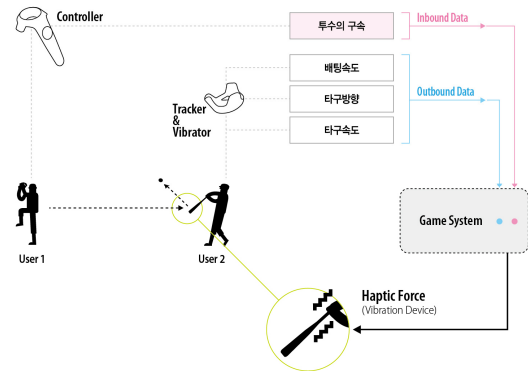 Controller
투수의 구속
Inbound Data
배팅속도
타구방향
타구속도
Outbound Data
Tracker
&
Vibrator
Game System
User 1
User 2
Haptic Force
(Vibration Device)